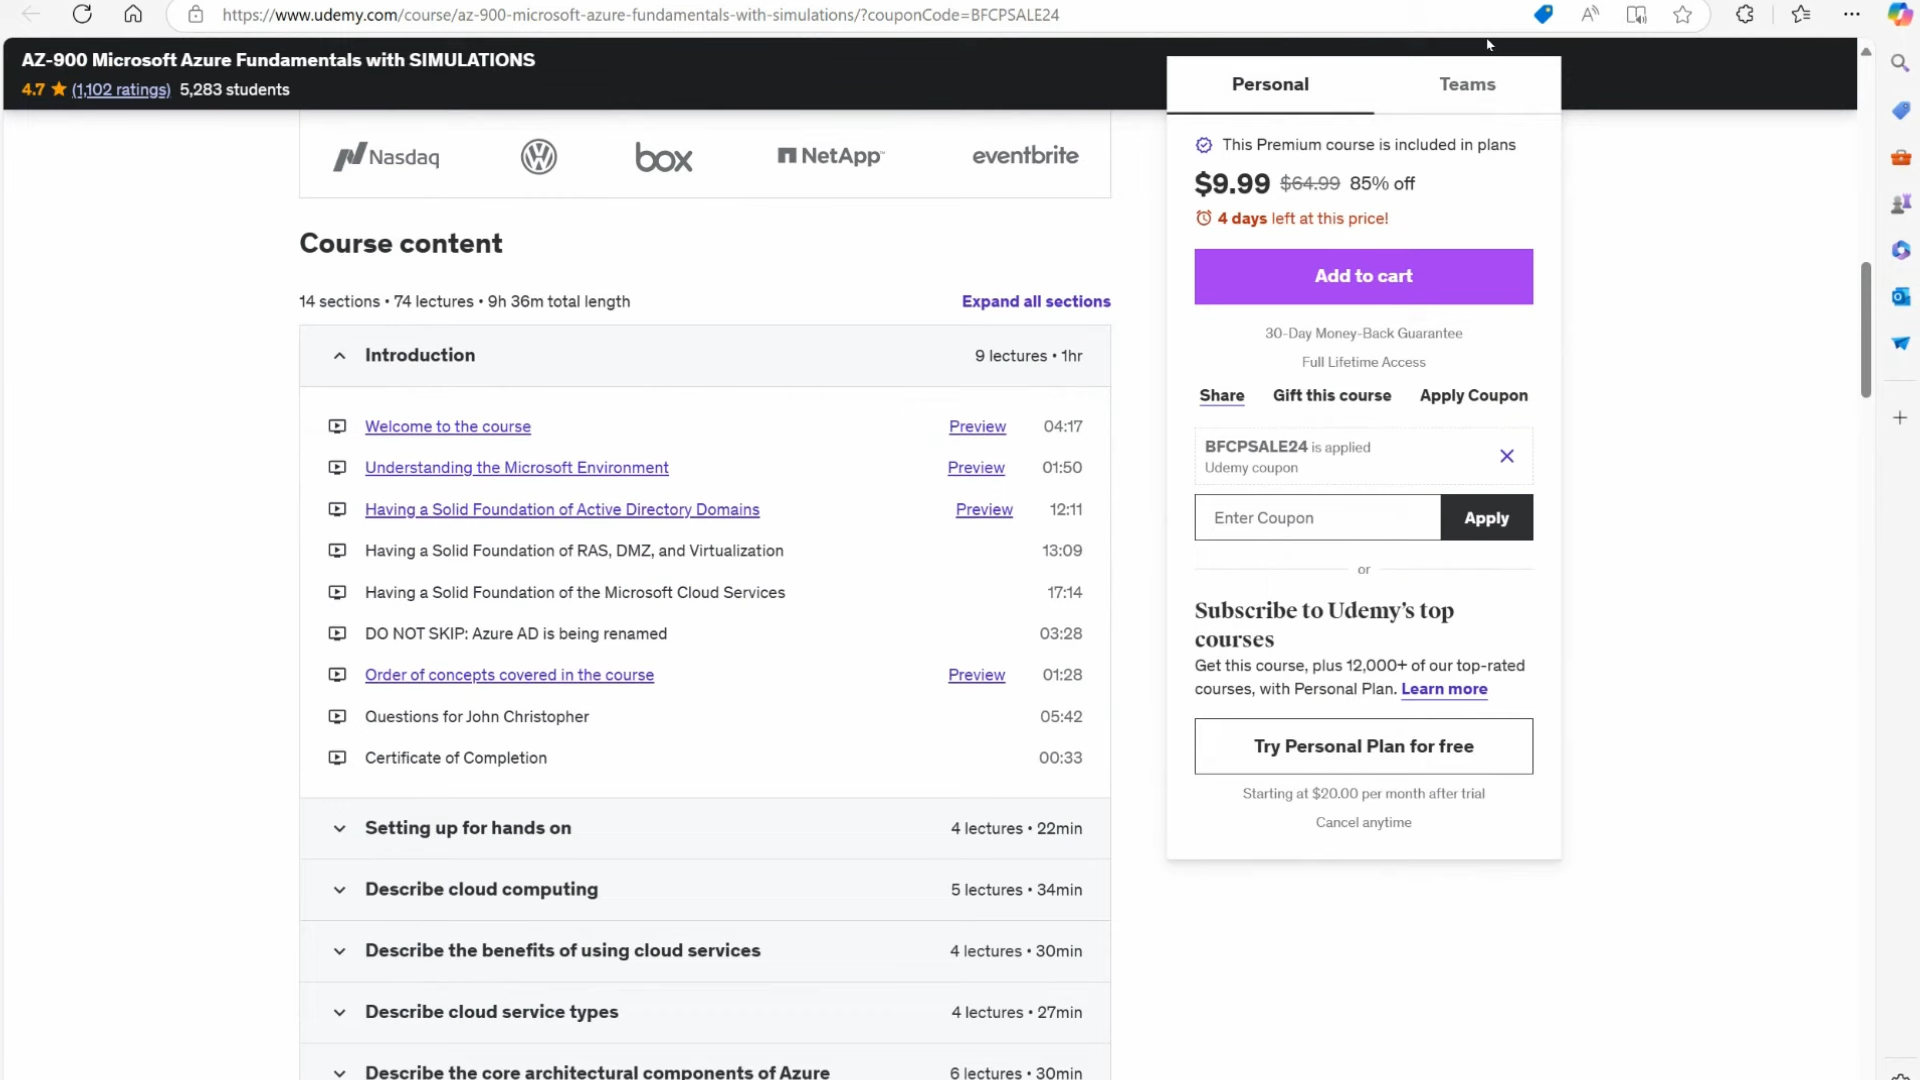 https://www.udemy.com/course/az-900-microsoft-azure-fundamentals-with-simulations/?couponCode=BFCPSALE24
AZ-900 Microsoft Azure Fundamentals with SIMULATIONS
4.7 ★ (1,102 ratings) 5,283 students
Nasdaq
box
NetApp
eventbrite
Course content
14 sections • 74 lectures • 9h 36m total length
Expand all sections
Introduction
9 lectures • 1hr
Welcome to the course Preview 04:17
Understanding the Microsoft Environment Preview 01:50
Having a Solid Foundation of Active Directory Domains Preview 12:11
Having a Solid Foundation of RAS, DMZ, and Virtualization 13:09
Having a Solid Foundation of the Microsoft Cloud Services 17:14
DO NOT SKIP: Azure AD is being renamed 03:28
Order of concepts covered in the course Preview 01:28
Questions for John Christopher 05:42
Certificate of Completion 00:33
Setting up for hands on 4 lectures • 22min
Describe cloud computing 5 lectures • 34min
Describe the benefits of using cloud services 4 lectures • 30min
Describe cloud service types 4 lectures • 27min
Describe the core architectural components of Azure 6 lectures • 30min
Personal Teams
This Premium course is included in plans
$9.99 $64.99 85% off
4 days left at this price!
Add to cart
30-Day Money-Back Guarantee
Full Lifetime Access
Share Gift this course Apply Coupon
BFCPSALE24 is applied
Udemy coupon
Enter Coupon Apply
or
Subscribe to Udemy's top
courses
Get this course, plus 12,000+ of our top-rated
courses, with Personal Plan. Learn more
Try Personal Plan for free
Starting at $20.00 per month after trial
Cancel anytime